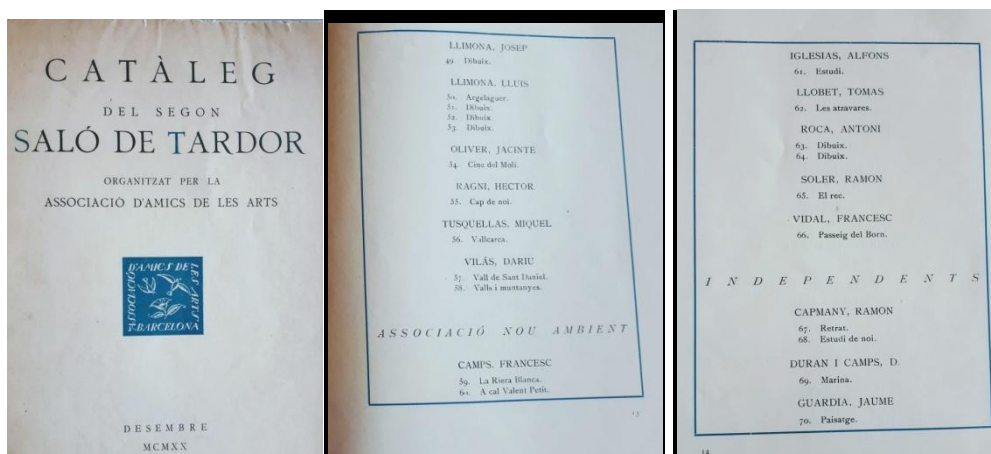 CATÀLEG
DEL SEGON
SALÓ DE TARDOR
ORGANITZAT PER LA
ASSOCIACIÓ D'AMICS DE LES ARTS
ASSOCIACIÓ D'AMICS DE LES ARTS
BARCELONA
DESEMBRE
MCMXX
LLIMONA, JOSEP
49 Dibuix.
LLIMONA, LLUIS
50. Argelaguer.
51. Dibuix.
52. Dibuix.
53. Dibuix.
OLIVER, JACINTE
54. Cine del Molí.
RAGNI, HECTOR
55. Cap de noi.
TUSQUELLAS, MIQUEL
56. Vallcarca.
VILÁS, DARIU
57. Vall de Sant Daniel.
58. Valls i muntanyes.
ASSOCIACIÓ NOU AMBIENT
CAMPS, FRANCESC
59. La Riera Blanca.
60. A cal Valent Petit.
13
IGLESIAS, ALFONS
61. Estudi.
LLOBET, TOMAS
62. Les atzavares.
ROCA, ANTONI
63. Dibuix.
64. Dibuix.
SOLER, RAMON
65. El rec.
VIDAL, FRANCESC
66. Passeig del Born.
INDEPENDENTS
CAPMANY, RAMON
67. Retrat.
68. Estudi de noi.
DURAN I CAMPS, D.
69. Marina.
GUARDIA, JAUME
70. Paisatge.
14